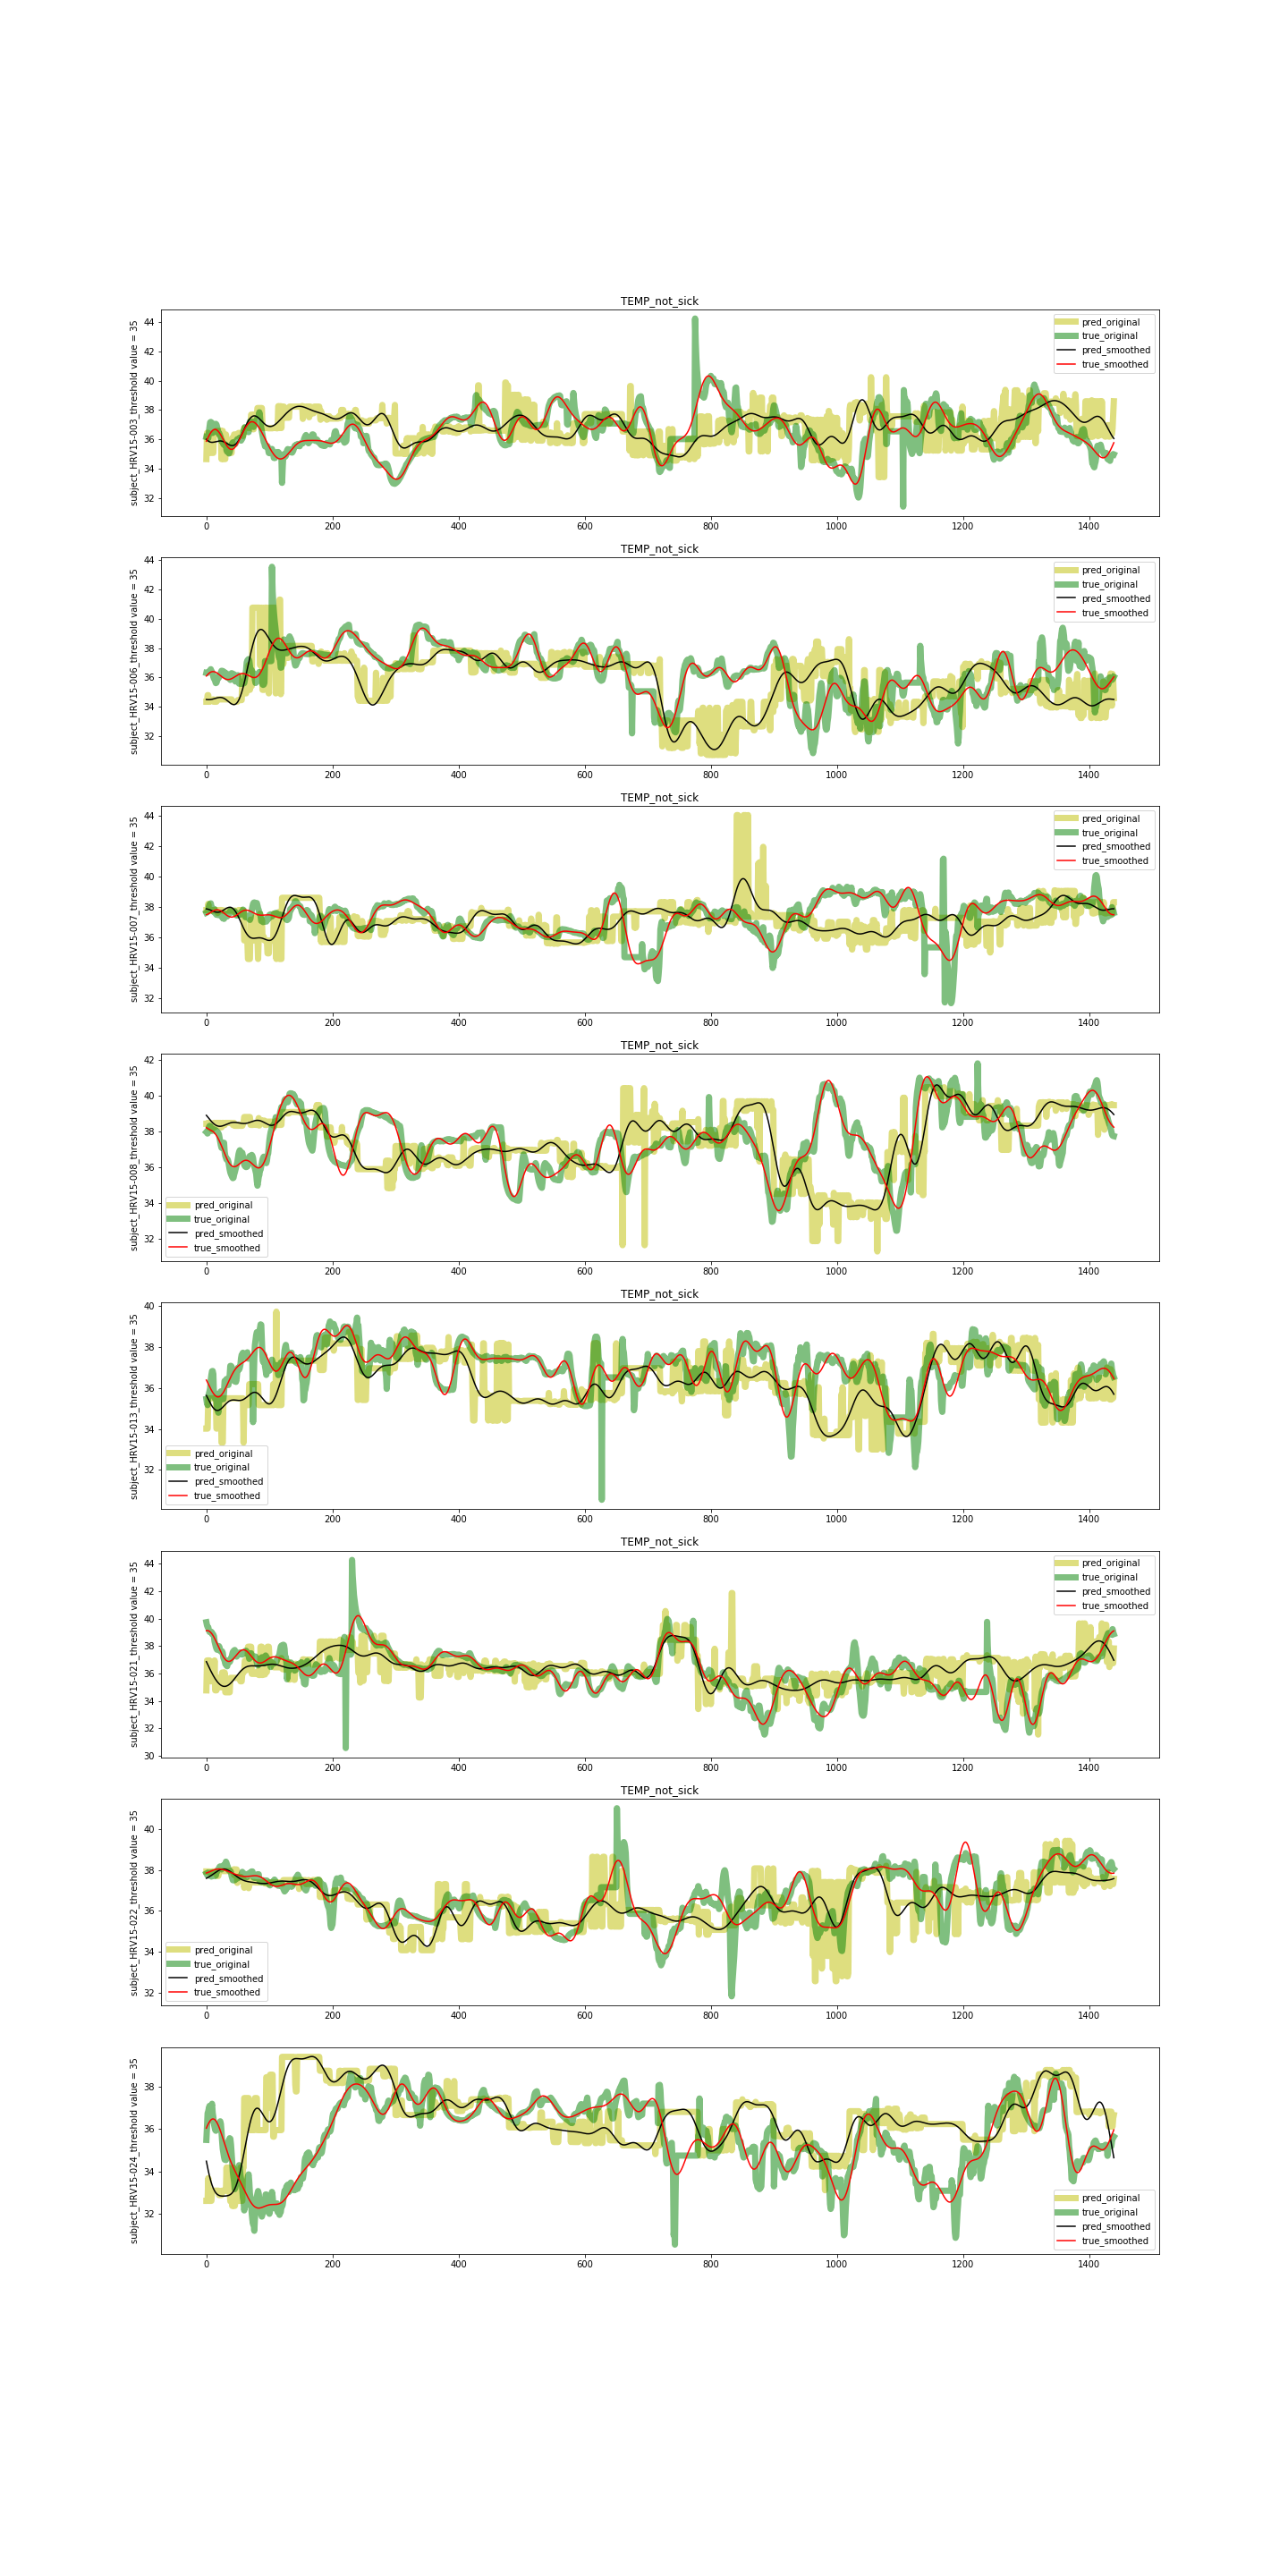 TEMP_not_sick
subject_HRV15-003_threshold value = 35
44
42
40
38
36
34
32
pred_original
true_original
pred_smoothed
true_smoothed
0 200 400 600 800 1000 1200 1400
TEMP_not_sick
subject_HRV15-006_threshold value = 35
44
42
40
38
36
34
32
pred_original
true_original
pred_smoothed
true_smoothed
0 200 400 600 800 1000 1200 1400
TEMP_not_sick
subject_HRV15-007_threshold value = 35
44
42
40
38
36
34
32
pred_original
true_original
pred_smoothed
true_smoothed
0 200 400 600 800 1000 1200 1400
TEMP_not_sick
subject_HRV15-008_threshold value = 35
42
40
38
36
34
32
pred_original
true_original
pred_smoothed
true_smoothed
0 200 400 600 800 1000 1200 1400
TEMP_not_sick
subject_HRV15-013_threshold value = 35
40
38
36
34
32
pred_original
true_original
pred_smoothed
true_smoothed
0 200 400 600 800 1000 1200 1400
TEMP_not_sick
subject_HRV15-021_threshold value = 35
44
42
40
38
36
34
32
30
pred_original
true_original
pred_smoothed
true_smoothed
0 200 400 600 800 1000 1200 1400
TEMP_not_sick
subject_HRV15-022_threshold value = 35
40
38
36
34
32
pred_original
true_original
pred_smoothed
true_smoothed
0 200 400 600 800 1000 1200 1400
subject_HRV15-024_threshold value = 35
38
36
34
32
pred_original
true_original
pred_smoothed
true_smoothed
0 200 400 600 800 1000 1200 1400